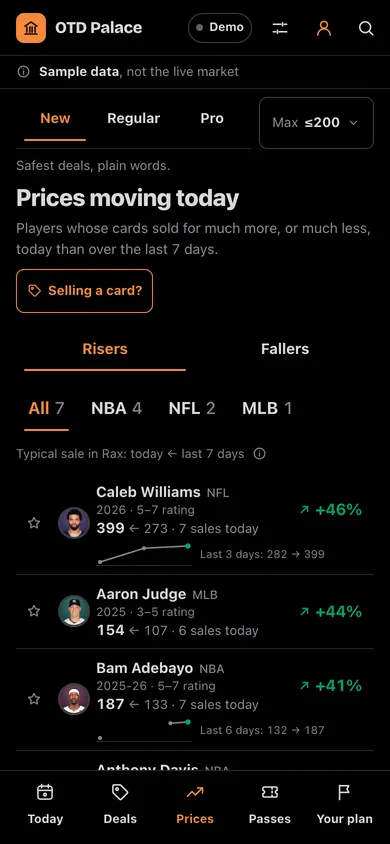 OTD Palace
Demo
Sample data, not the live market
New Regular Pro Max ≤200
Safest deals, plain words.
Prices moving today
Players whose cards sold for much more, or much less,
today than over the last 7 days.
Selling a card?
Risers Fallers
All 7 NBA 4 NFL 2 MLB 1
Typical sale in Rax: today ← last 7 days
Caleb Williams NFL
2026 · 5–7 rating
↗ +46%
399 ← 273 · 7 sales today
Last 3 days: 282 → 399
Aaron Judge MLB
2025 · 3–5 rating
↗ +44%
154 ← 107 · 6 sales today
Bam Adebayo NBA
2025-26 · 5–7 rating
↗ +41%
187 ← 133 · 7 sales today
Last 6 days: 132 → 187
Anthony Davis NBA
Today Deals Prices Passes Your plan